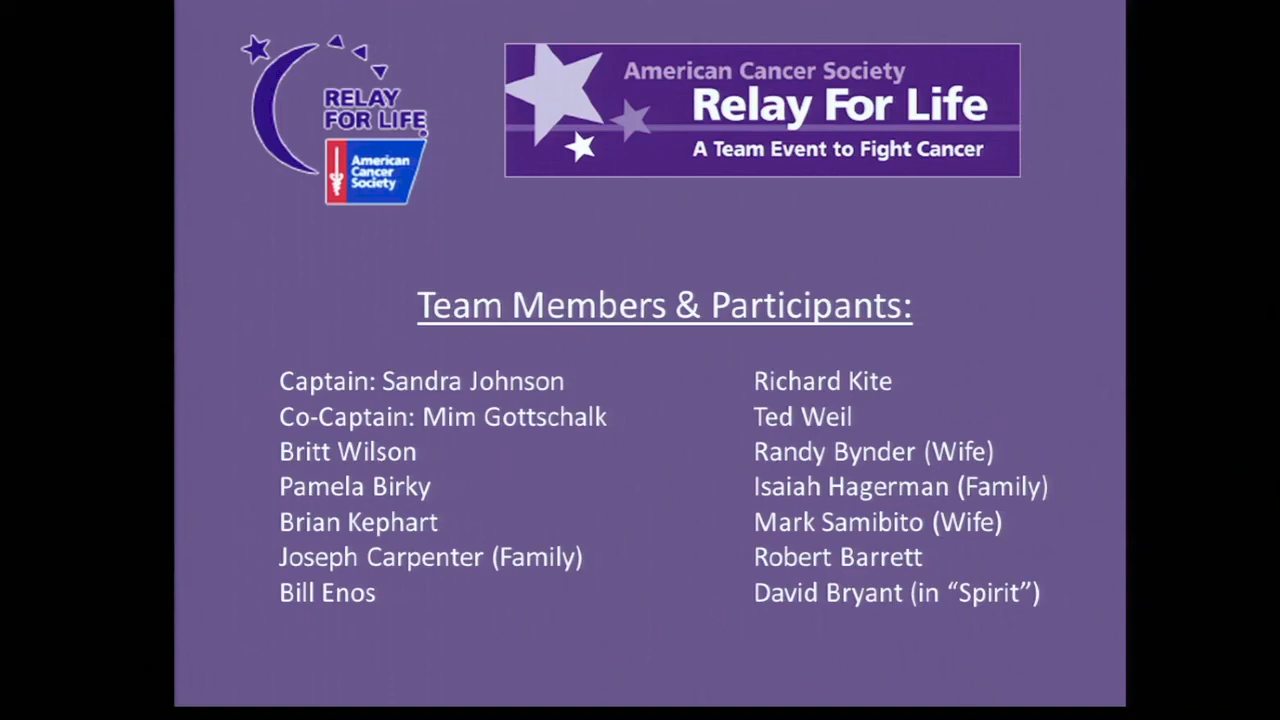 RELAY
FOR LIFE
American
Cancer
Society
American Cancer Society
Relay For Life
A Team Event to Fight Cancer
Team Members & Participants:
Captain: Sandra Johnson
Co-Captain: Mim Gottschalk
Britt Wilson
Pamela Birky
Brian Kephart
Joseph Carpenter (Family)
Bill Enos
Richard Kite
Ted Weil
Randy Bynder (Wife)
Isaiah Hagerman (Family)
Mark Samibito (Wife)
Robert Barrett
David Bryant (in “Spirit”)